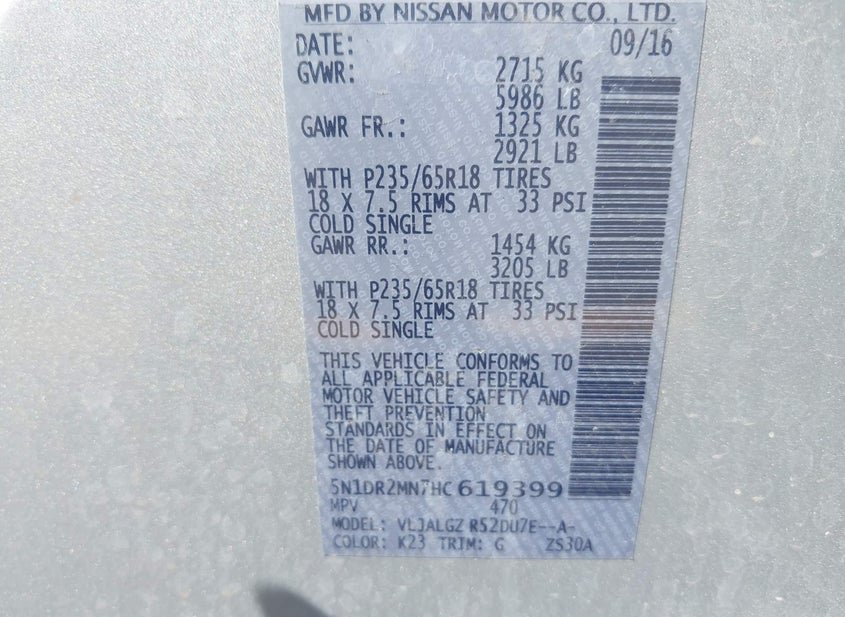 MFD BY NISSAN MOTOR CO., LTD.
DATE: 09/16
GVWR: 2715 KG
5986 LB
GAWR FR.: 1325 KG
2921 LB
WITH P235/65R18 TIRES
18 X 7.5 RIMS AT 33 PSI
COLD SINGLE
GAWR RR.: 1454 KG
3205 LB
WITH P235/65R18 TIRES
18 X 7.5 RIMS AT 33 PSI
COLD SINGLE
THIS VEHICLE CONFORMS TO
ALL APPLICABLE FEDERAL
MOTOR VEHICLE SAFETY AND
THEFT PREVENTION
STANDARDS IN EFFECT ON
THE DATE OF MANUFACTURE
SHOWN ABOVE.
5N1DR2MN7HC619399
MPV 470
MODEL: VLJALGZ R52DU7E--A-
COLOR: K23 TRIM: G ZS30A